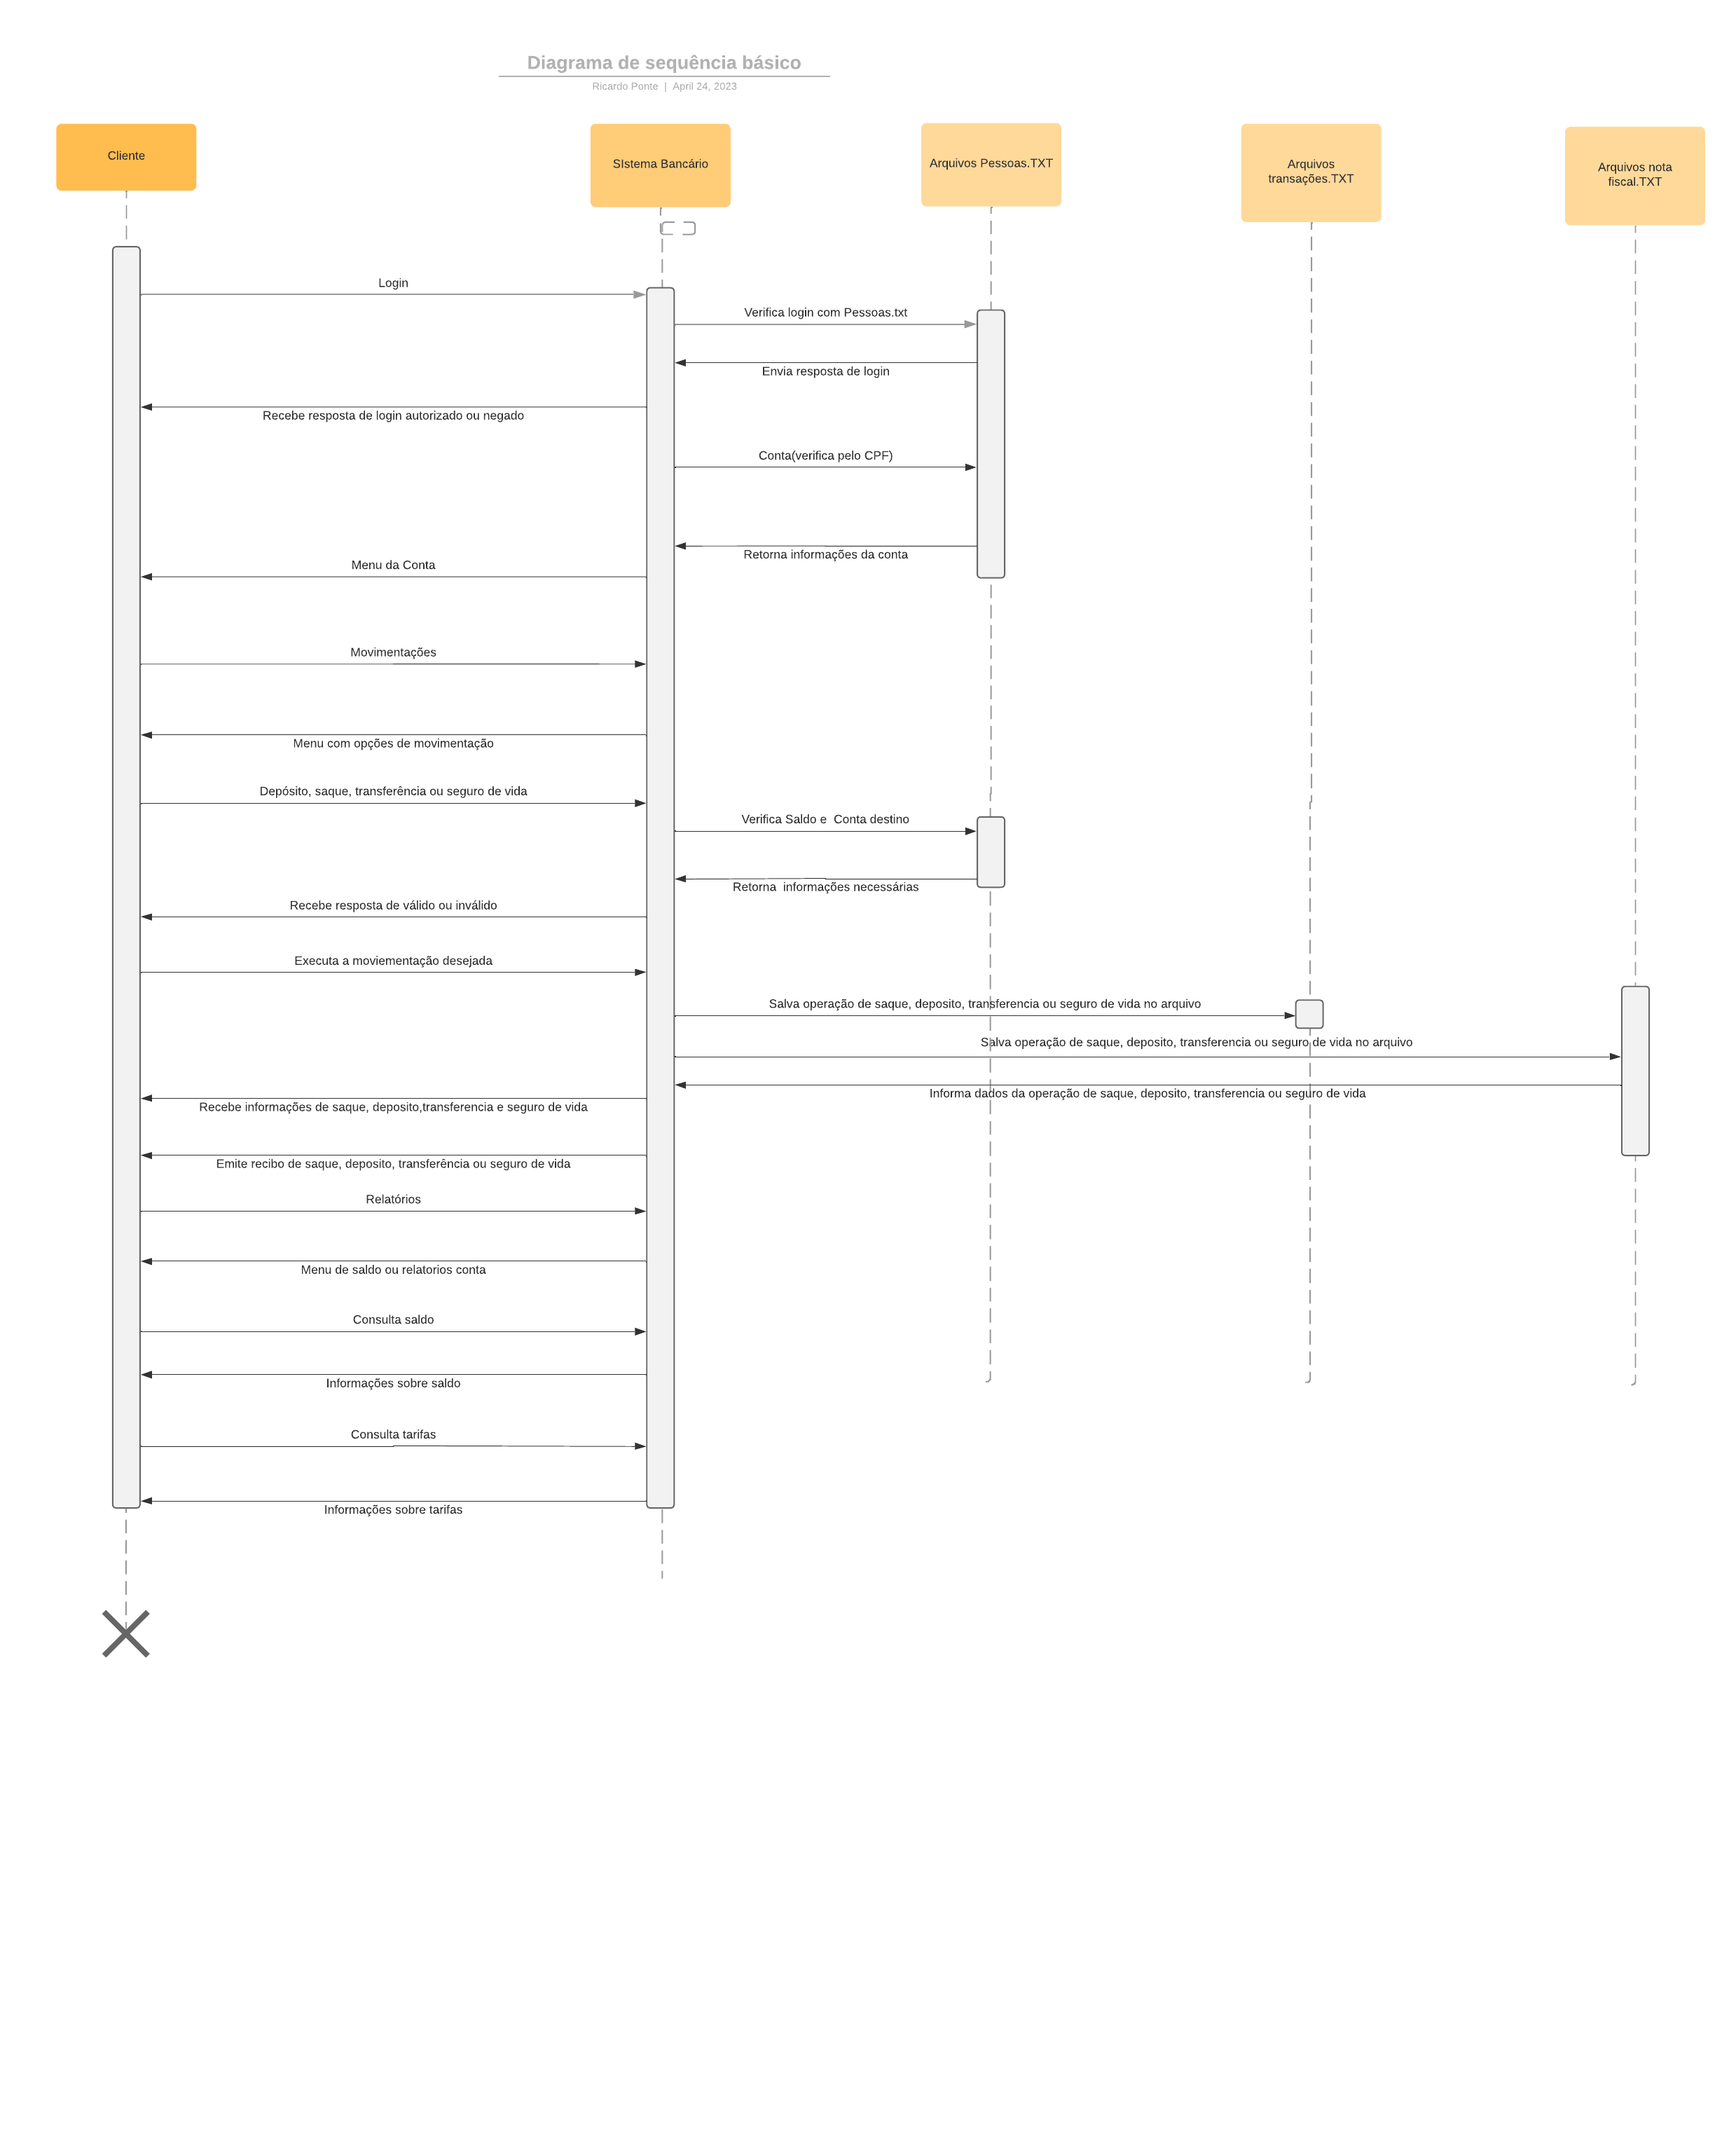 Diagrama de sequência básico
Ricardo Ponte | April 24, 2023
Cliente
SIstema Bancário
Arquivos Pessoas.TXT
Arquivos
transações.TXT
Arquivos nota
fiscal.TXT
Login
Verifica login com Pessoas.txt
Envia resposta de login
Recebe resposta de login autorizado ou negado
Conta(verifica pelo CPF)
Retorna informações da conta
Menu da Conta
Movimentações
Menu com opções de movimentação
Depósito, saque, transferência ou seguro de vida
Verifica Saldo e  Conta destino
Retorna  informações necessárias
Recebe resposta de válido ou inválido
Executa a moviementação desejada
Salva operação de saque, deposito, transferencia ou seguro de vida no arquivo
Salva operação de saque, deposito, transferencia ou seguro de vida no arquivo
Informa dados da operação de saque, deposito, transferencia ou seguro de vida
Recebe informações de saque, deposito,transferencia e seguro de vida
Emite recibo de saque, deposito, transferência ou seguro de vida
Relatórios
Menu de saldo ou relatorios conta
Consulta saldo
Informações sobre saldo
Consulta tarifas
Informações sobre tarifas